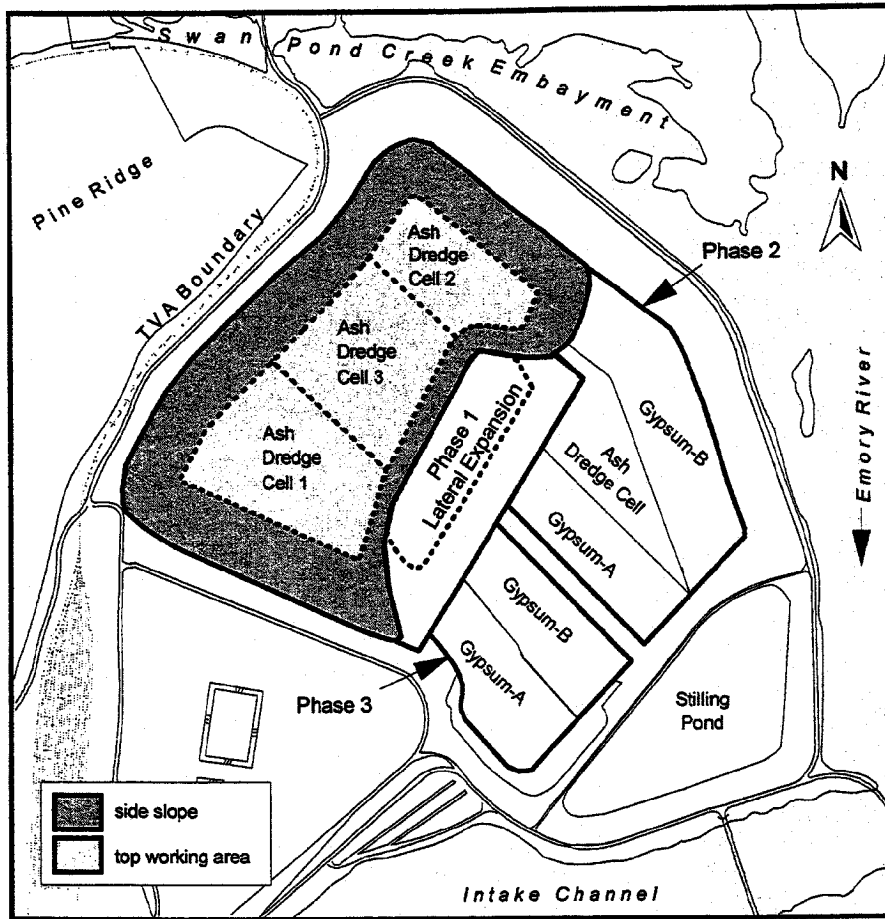 Swan Pond Creek Embayment
Pine Ridge
N
TVA Boundary
Ash
Dredge
Cell 2
Phase 2
Ash
Dredge
Cell 3
Phase 1
Lateral Expansion
Gypsum-B
Emory River
Ash
Dredge
Cell 1
Ash
Dredge Cell
Gypsum-A
Gypsum-B
Gypsum-A
Phase 3
Stilling
Pond
side slope
top working area
Intake Channel